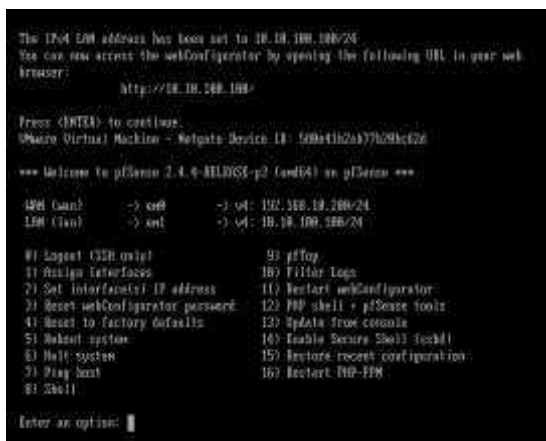 The IPv4 LAN address has been set to 10.10.100.100/24
You can now access the webConfigurator by opening the following URL in your web
browser:
http://10.10.100.100/
Press <ENTER> to continue.
VMware Virtual Machine - Netgate Device ID:
*** Welcome to pfSense 2.4.4-RELEASE-p2 (amd64) on pfSense ***
WAN (wan) -> em0 -> v4: 192.168.10.200/24
LAN (lan) -> em1 -> v4: 10.10.100.100/24
0) Logout (SSH only) 9) pfTop
1) Assign Interfaces 10) Filter Logs
2) Set interface(s) IP address 11) Restart webConfigurator
3) Reset webConfigurator password 12) PHP shell + pfSense tools
4) Reset to factory defaults 13) Update from console
5) Reboot system 14) Enable Secure Shell (sshd)
6) Halt system 15) Restore recent configuration
7) Ping host 16) Restart PHP-FPM
8) Shell
Enter an option: